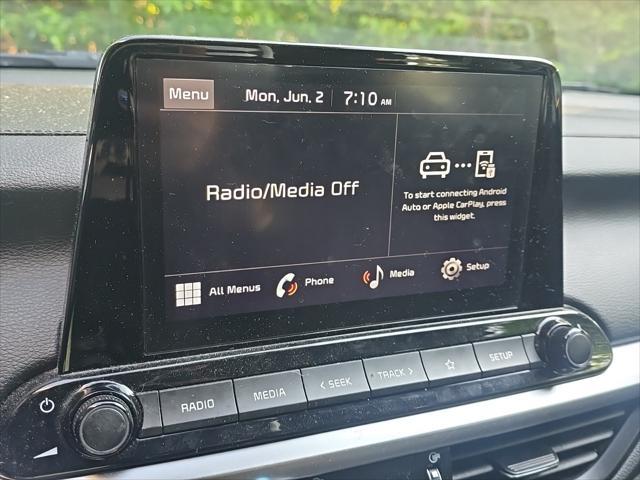 Menu Mon, Jun. 2 7:10 AM
Radio/Media Off
To start connecting Android
Auto or Apple CarPlay, press
this widget.
All Menus Phone Media Setup
RADIO MEDIA < SEEK TRACK > SETUP